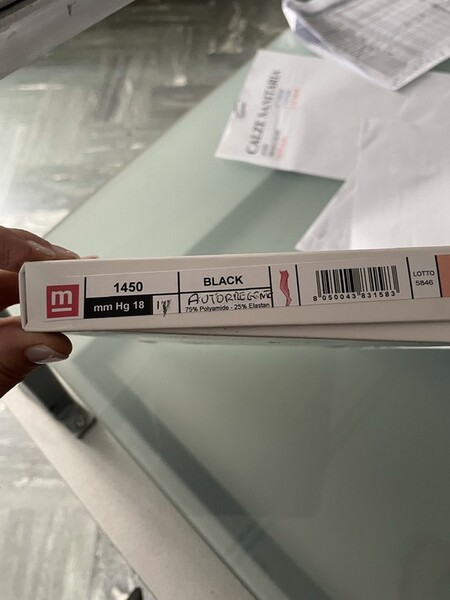 CALZE SANITARIA
m
1450
mm Hg 18
BLACK
AUTOREGGENTE
75% Polyamide - 25% Elastan
8 050043 831583
LOTTO
5846